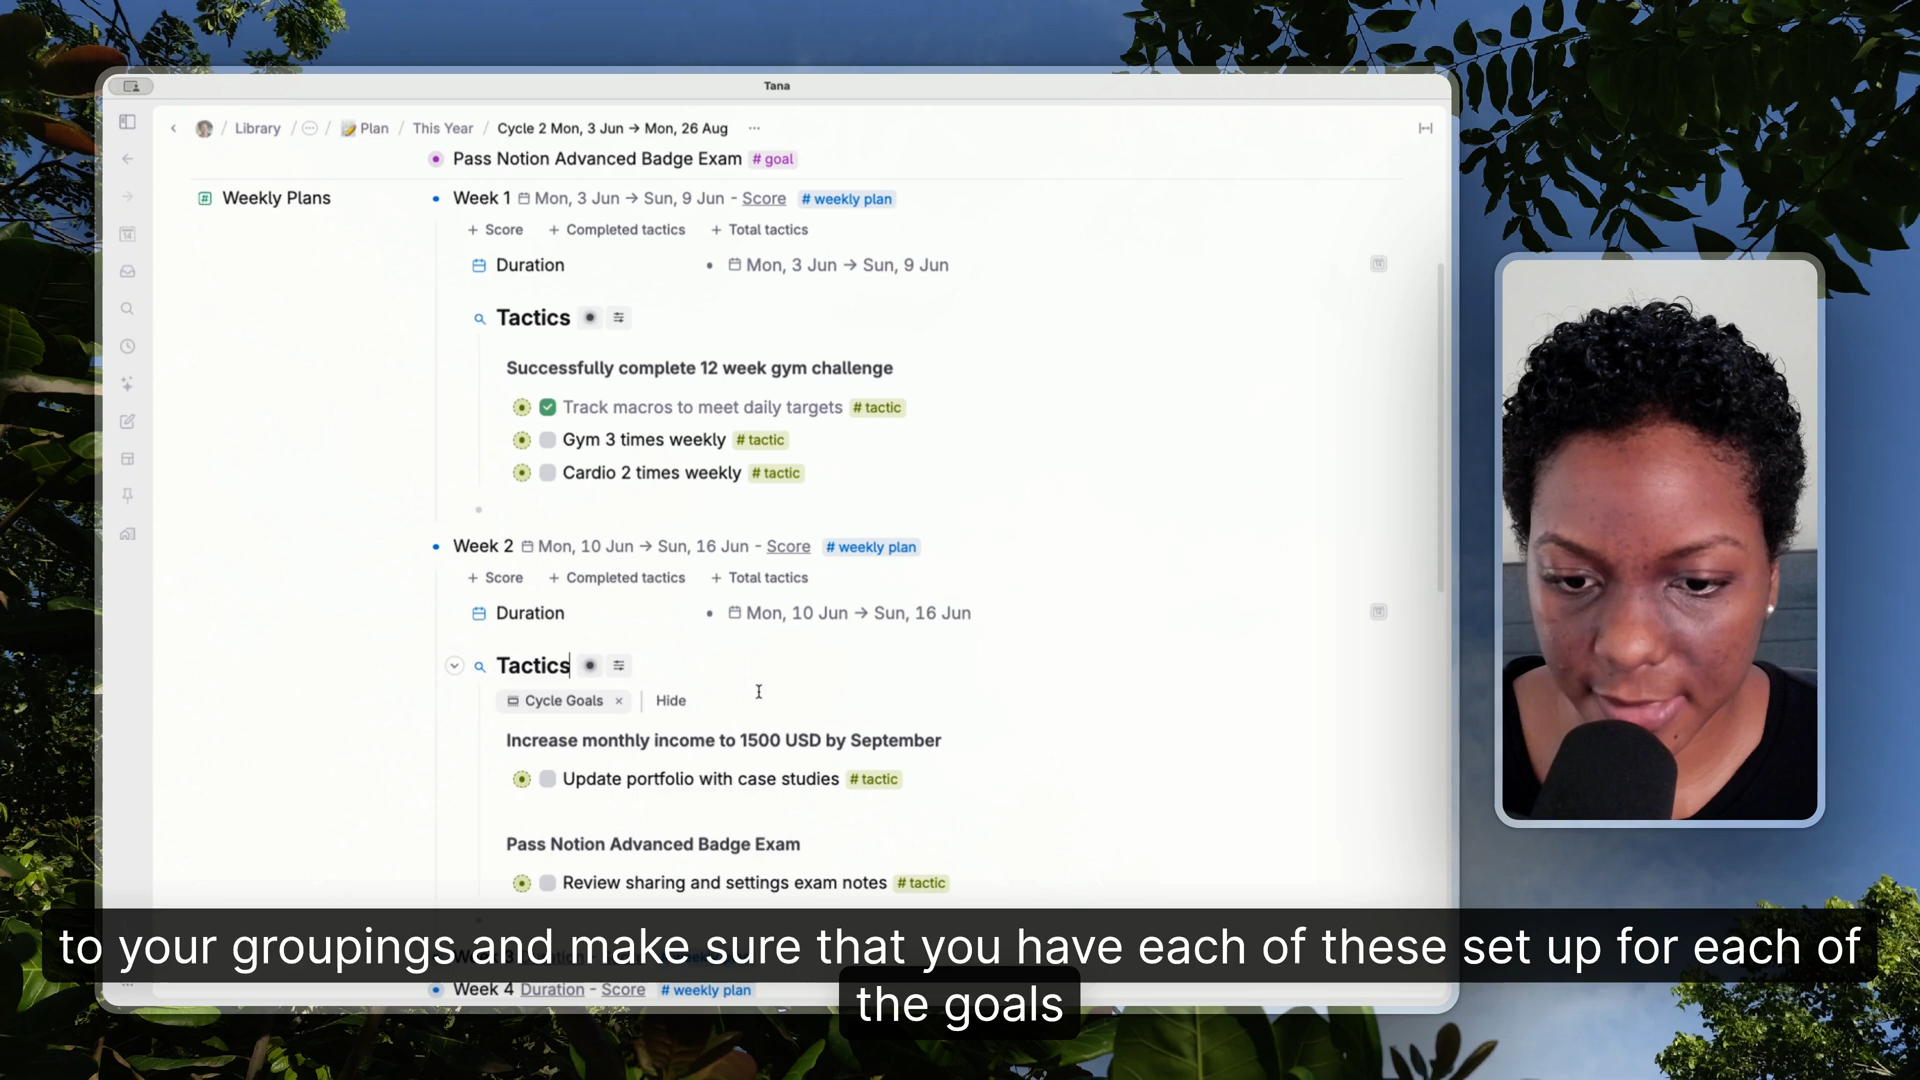 Tana
Library / / Plan / This Year / Cycle 2 Mon, 3 Jun → Mon, 26 Aug ...
Pass Notion Advanced Badge Exam # goal
Weekly Plans
Week 1 Mon, 3 Jun → Sun, 9 Jun - Score # weekly plan
+ Score + Completed tactics + Total tactics
Duration • Mon, 3 Jun → Sun, 9 Jun
Tactics
Successfully complete 12 week gym challenge
Track macros to meet daily targets # tactic
Gym 3 times weekly # tactic
Cardio 2 times weekly # tactic
Week 2 Mon, 10 Jun → Sun, 16 Jun - Score # weekly plan
+ Score + Completed tactics + Total tactics
Duration • Mon, 10 Jun → Sun, 16 Jun
Tactics
Cycle Goals × Hide
Increase monthly income to 1500 USD by September
Update portfolio with case studies # tactic
Pass Notion Advanced Badge Exam
Review sharing and settings exam notes # tactic
to your groupings and make sure that you have each of these set up for each of
the goals
Week 4 Duration - Score # weekly plan